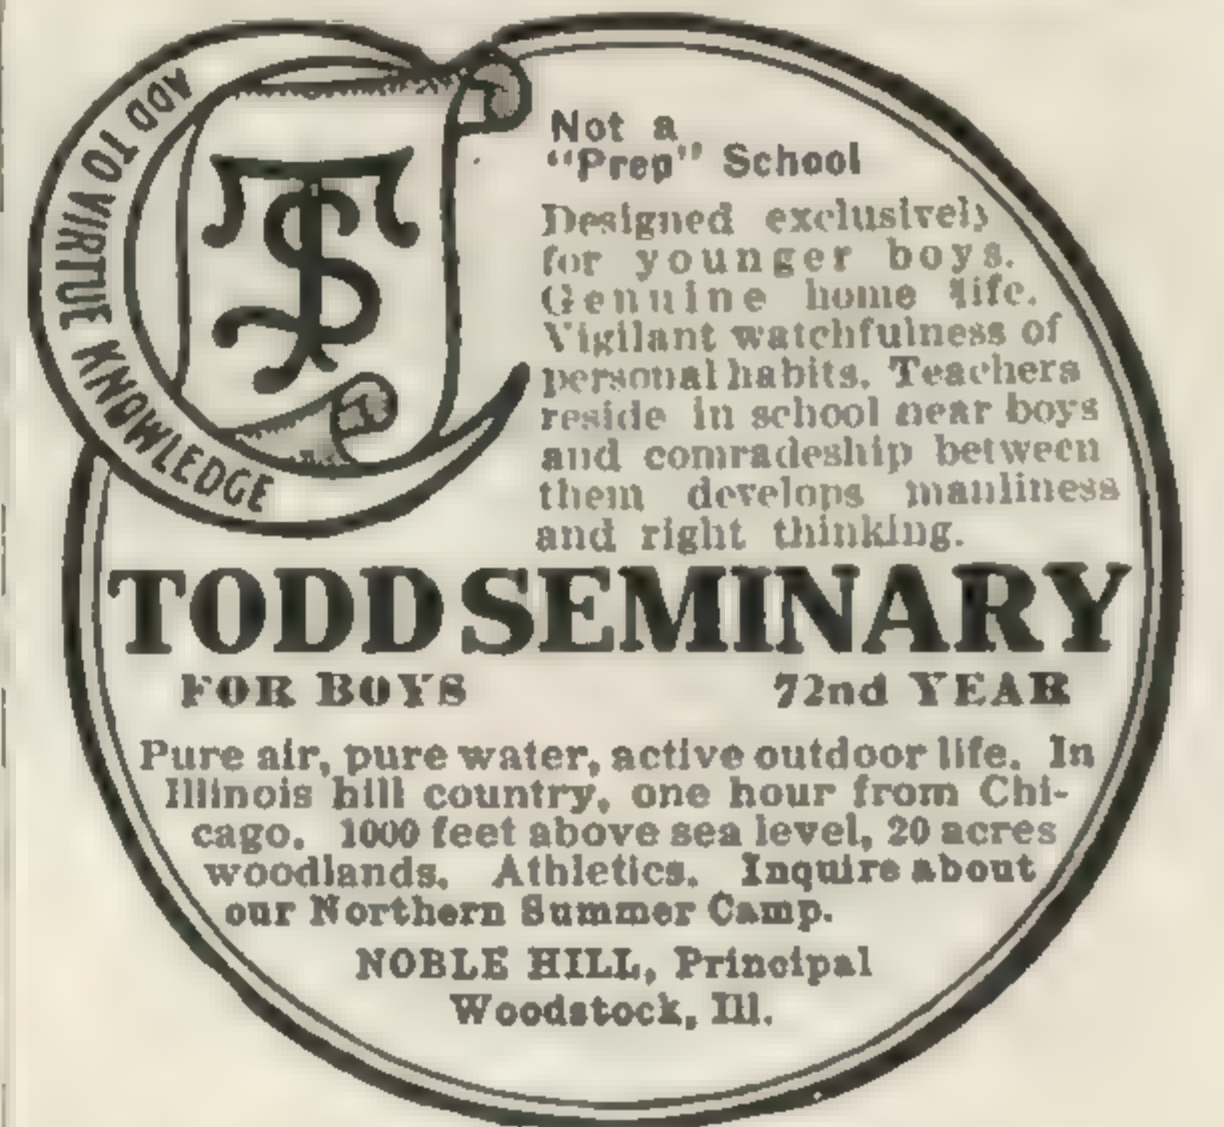 ADD TO VIRTUE KNOWLEDGE
TS
Not a
"Prep" School
Designed exclusively
for younger boys.
Genuine home life.
Vigilant watchfulness of
personal habits. Teachers
reside in school near boys
and comradeship between
them develops manliness
and right thinking.
TODD SEMINARY
FOR BOYS 72nd YEAR
Pure air, pure water, active outdoor life. In
Illinois hill country, one hour from Chi-
cago. 1000 feet above sea level, 20 acres
woodlands. Athletics. Inquire about
our Northern Summer Camp.
NOBLE HILL, Principal
Woodstock, Ill.